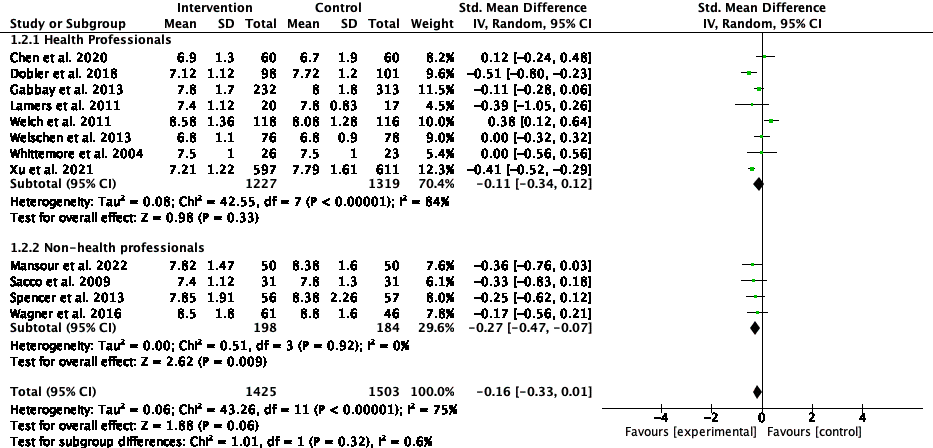 Intervention Control Std. Mean Difference Std. Mean Difference
Study or Subgroup Mean SD Total Mean SD Total Weight IV, Random, 95% CI IV, Random, 95% CI
1.2.1 Health Professionals
Chen et al. 2020 6.9 1.3 60 6.7 1.9 60 8.2% 0.12 [−0.24, 0.48]
Dobler et al. 2018 7.12 1.12 98 7.72 1.2 101 9.6% −0.51 [−0.80, −0.23]
Gabbay et al. 2013 7.8 1.7 232 8 1.8 313 11.5% −0.11 [−0.28, 0.06]
Lamers et al. 2011 7.4 1.12 20 7.8 0.83 17 4.5% −0.39 [−1.05, 0.26]
Welch et al. 2011 8.58 1.36 118 8.08 1.28 116 10.0% 0.38 [0.12, 0.64]
Welschen et al. 2013 6.8 1.1 76 6.8 0.9 78 9.0% 0.00 [−0.32, 0.32]
Whittemore et al. 2004 7.5 1 26 7.5 1 23 5.4% 0.00 [−0.56, 0.56]
Xu et al. 2021 7.21 1.22 597 7.79 1.61 611 12.3% −0.41 [−0.52, −0.29]
Subtotal (95% CI) 1227 1319 70.4% −0.11 [−0.34, 0.12]
Heterogeneity: Tau² = 0.08; Chi² = 42.55, df = 7 (P < 0.00001); I² = 84%
Test for overall effect: Z = 0.98 (P = 0.33)
1.2.2 Non-health professionals
Mansour et al. 2022 7.82 1.47 50 8.38 1.6 50 7.6% −0.36 [−0.76, 0.03]
Sacco et al. 2009 7.4 1.12 31 7.8 1.3 31 6.1% −0.33 [−0.83, 0.18]
Spencer et al. 2013 7.85 1.91 56 8.38 2.26 57 8.0% −0.25 [−0.62, 0.12]
Wagner et al. 2016 8.5 1.8 61 8.8 1.6 46 7.8% −0.17 [−0.56, 0.21]
Subtotal (95% CI) 198 184 29.6% −0.27 [−0.47, −0.07]
Heterogeneity: Tau² = 0.00; Chi² = 0.51, df = 3 (P = 0.92); I² = 0%
Test for overall effect: Z = 2.62 (P = 0.009)
Total (95% CI) 1425 1503 100.0% −0.16 [−0.33, 0.01]
Heterogeneity: Tau² = 0.06; Chi² = 43.26, df = 11 (P < 0.00001); I² = 75%
Test for overall effect: Z = 1.88 (P = 0.06)
Test for subgroup differences: Chi² = 1.01, df = 1 (P = 0.32), I² = 0.6%
−4 −2 0 2 4
Favours [experimental] Favours [control]